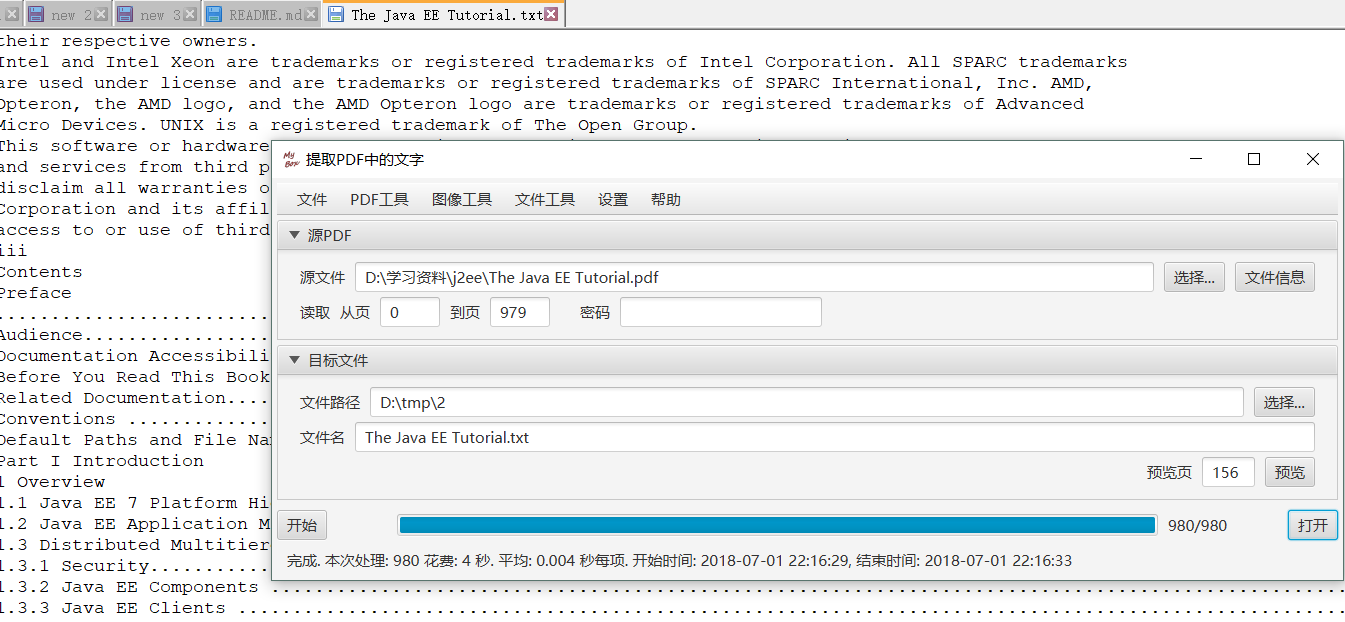 new 2
new 3
README.md
The Java EE Tutorial.txt
their respective owners.
Intel and Intel Xeon are trademarks or registered trademarks of Intel Corporation. All SPARC trademarks
are used under license and are trademarks or registered trademarks of SPARC International, Inc. AMD,
Opteron, the AMD logo, and the AMD Opteron logo are trademarks or registered trademarks of Advanced
Micro Devices. UNIX is a registered trademark of The Open Group.
This software or hardware
and services from third p
disclaim all warranties o
Corporation and its affil
access to or use of third
iii
Contents
Preface
........................
Audience.................
Documentation Accessibili
Before You Read This Book
Related Documentation....
Conventions .............
Default Paths and File Na
Part I Introduction
1 Overview
1.1 Java EE 7 Platform Hi
1.2 Java EE Application M
1.3 Distributed Multitier
1.3.1 Security...........
1.3.2 Java EE Components ....................................................................................................
1.3.3 Java EE Clients .......................................................................................................
My Box
提取PDF中的文字
文件 PDF工具 图像工具 文件工具 设置 帮助
源PDF
源文件 D:\学习资料\j2ee\The Java EE Tutorial.pdf 选择... 文件信息
读取 从页 0 到页 979 密码
目标文件
文件路径 D:\tmp\2 选择...
文件名 The Java EE Tutorial.txt
预览页 156 预览
开始 980/980 打开
完成. 本次处理: 980 花费: 4 秒. 平均: 0.004 秒每项. 开始时间: 2018-07-01 22:16:29, 结束时间: 2018-07-01 22:16:33